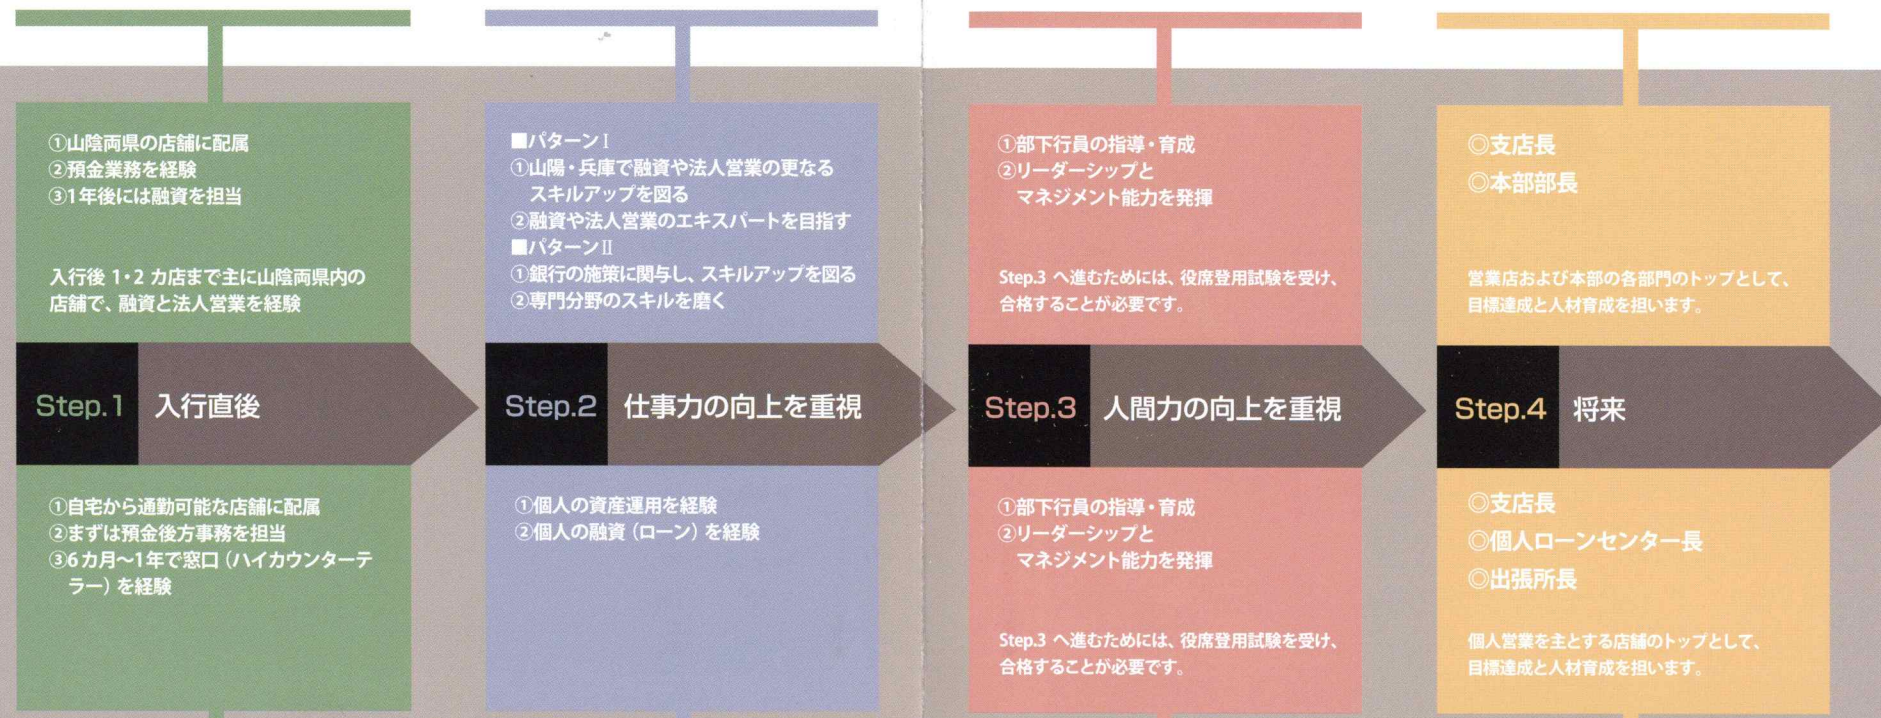 ①山陰両県の店舗に配属
②預金業務を経験
③1年後には融資を担当
入行後 1・2 カ店まで主に山陰両県内の
店舗で、融資と法人営業を経験
■パターンⅠ
①山陽・兵庫で融資や法人営業の更なる
スキルアップを図る
②融資や法人営業のエキスパートを目指す
■パターンⅡ
①銀行の施策に関与し、スキルアップを図る
②専門分野のスキルを磨く
①部下行員の指導・育成
②リーダーシップと
マネジメント能力を発揮
Step.3 へ進むためには、役席登用試験を受け、
合格することが必要です。
◎支店長
◎本部部長
営業店および本部の各部門のトップとして、
目標達成と人材育成を担います。
Step.1 入行直後
Step.2 仕事力の向上を重視
Step.3 人間力の向上を重視
Step.4 将来
①自宅から通勤可能な店舗に配属
②まずは預金後方事務を担当
③6カ月〜1年で窓口（ハイカウンターテ
ラー）を経験
①個人の資産運用を経験
②個人の融資（ローン）を経験
①部下行員の指導・育成
②リーダーシップと
マネジメント能力を発揮
Step.3 へ進むためには、役席登用試験を受け、
合格することが必要です。
◎支店長
◎個人ローンセンター長
◎出張所長
個人営業を主とする店舗のトップとして、
目標達成と人材育成を担います。